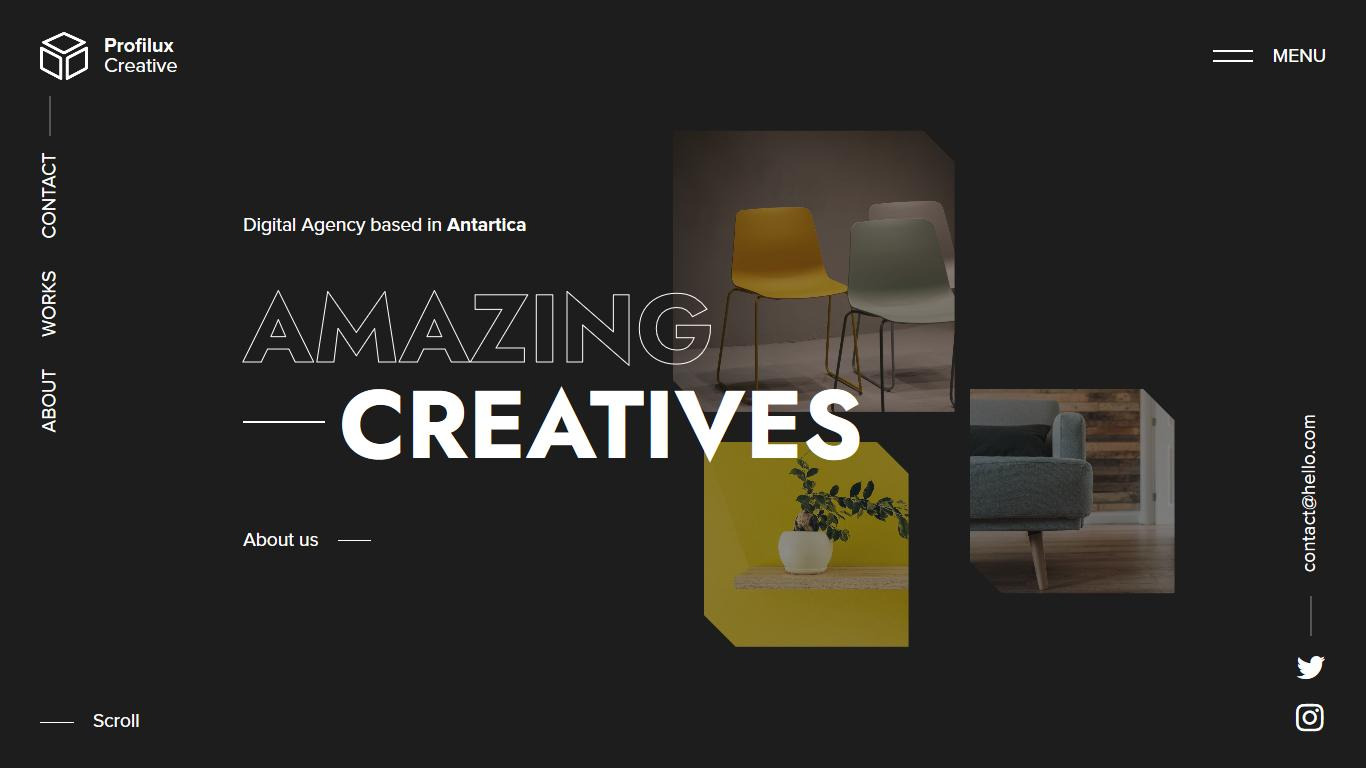 Profilux
Creative
MENU
CONTACT
WORKS
ABOUT
Digital Agency based in Antartica
AMAZING
CREATIVES
About us
contact@hello.com
Scroll